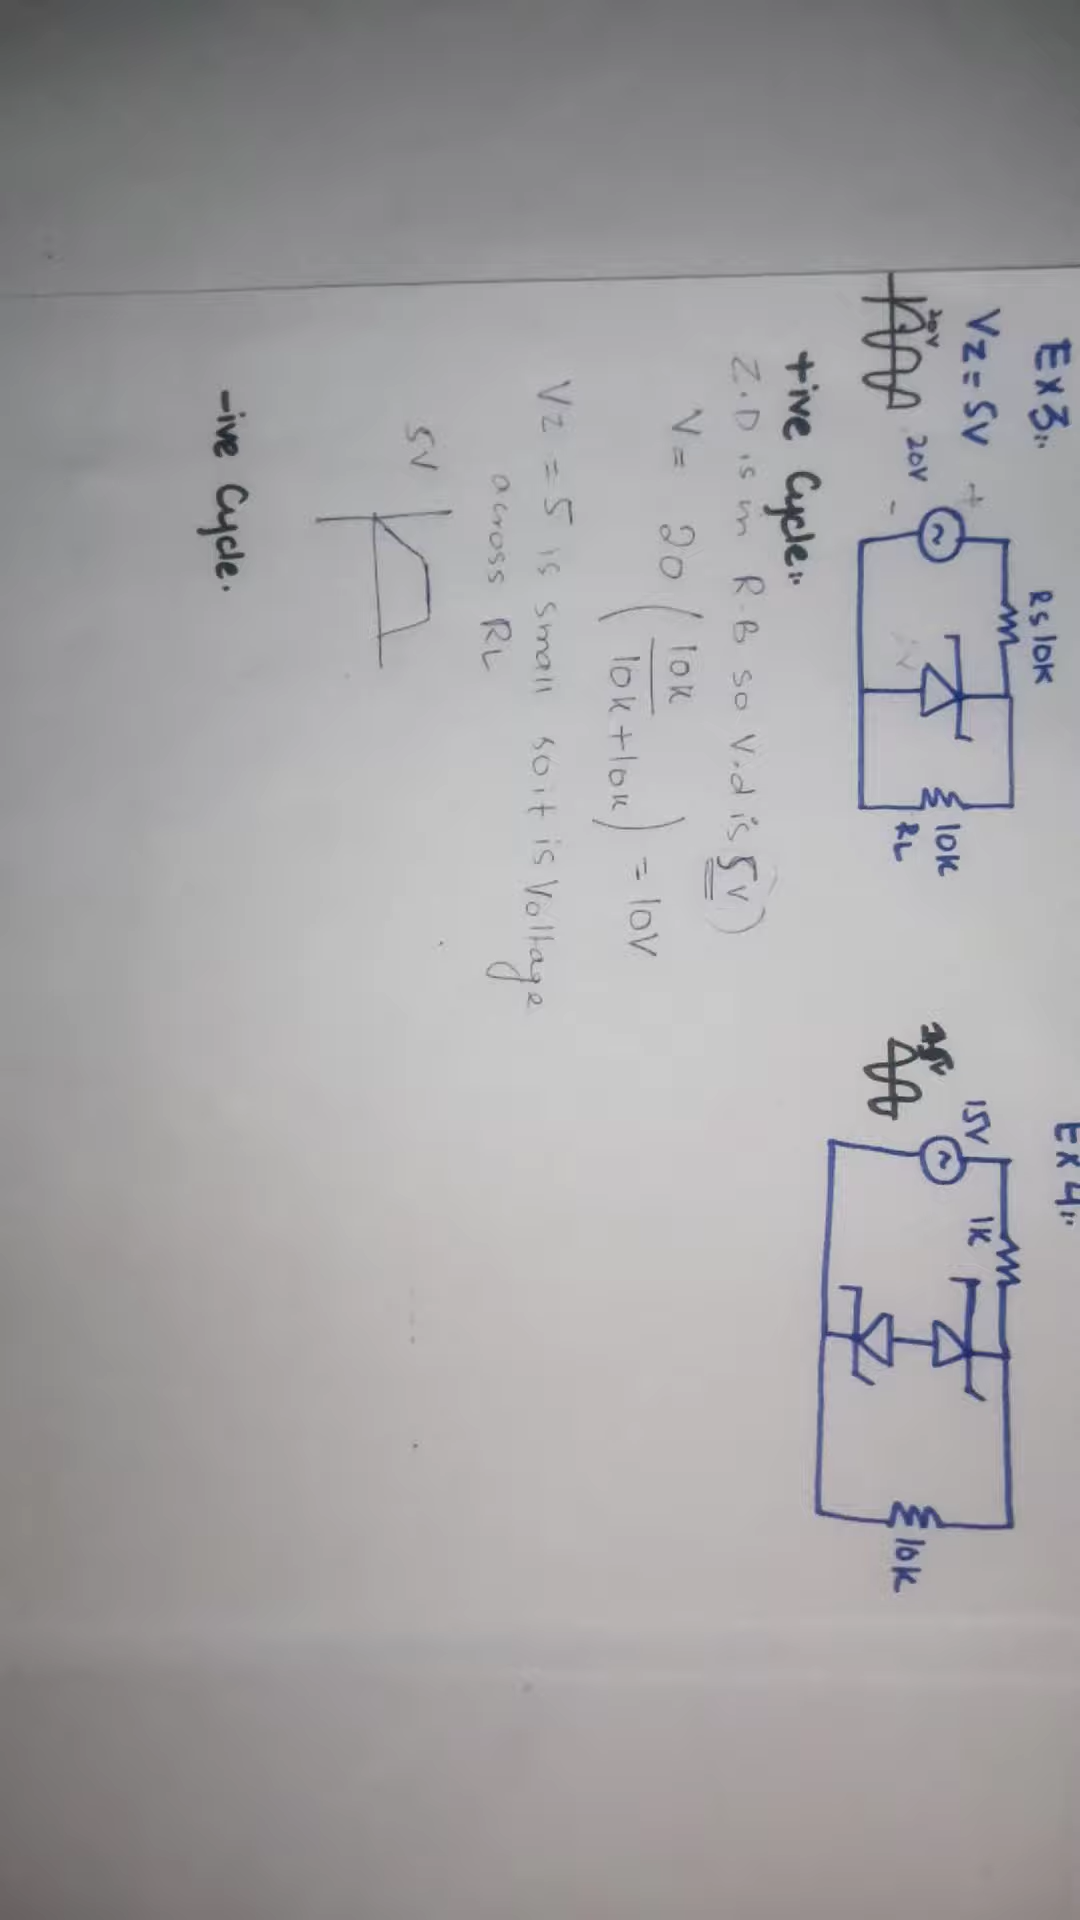 Ex 3:
Vz = 5V
20V
20V
+
-
Rs 10K
10K
RL
+ive Cycle:
Z.D is in R.B so V.d is 5V)
V = 20 (10K / 10K+10K) = 10V
Vz = 5 is small so it is Voltage
across RL
5V
-ive Cycle.
Ex 4:
15V
1K
10K